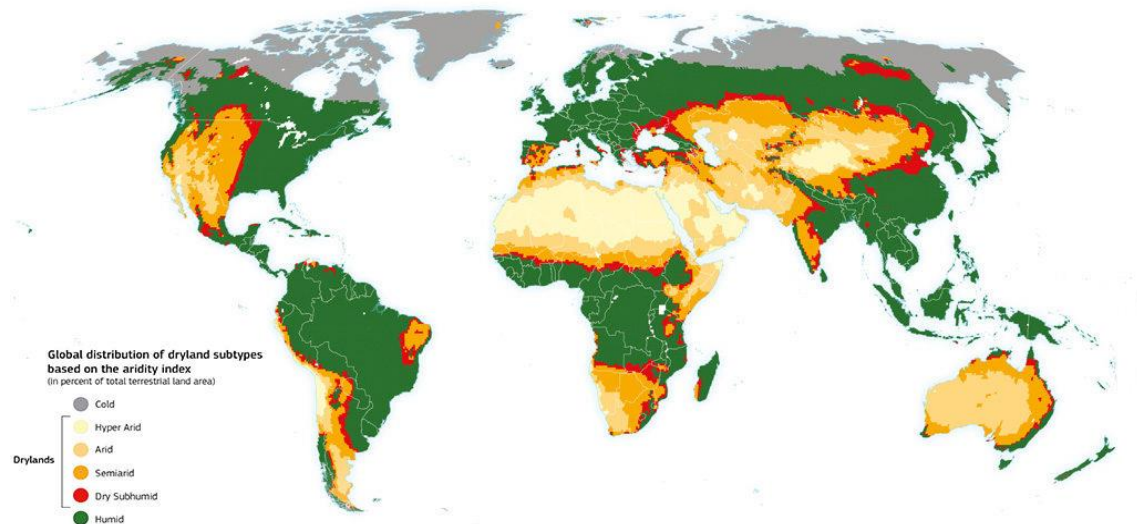 Global distribution of dryland subtypes
based on the aridity index
(in percent of total terrestrial land area)
Cold
Hyper Arid
Arid
Drylands
Semiarid
Dry Subhumid
Humid